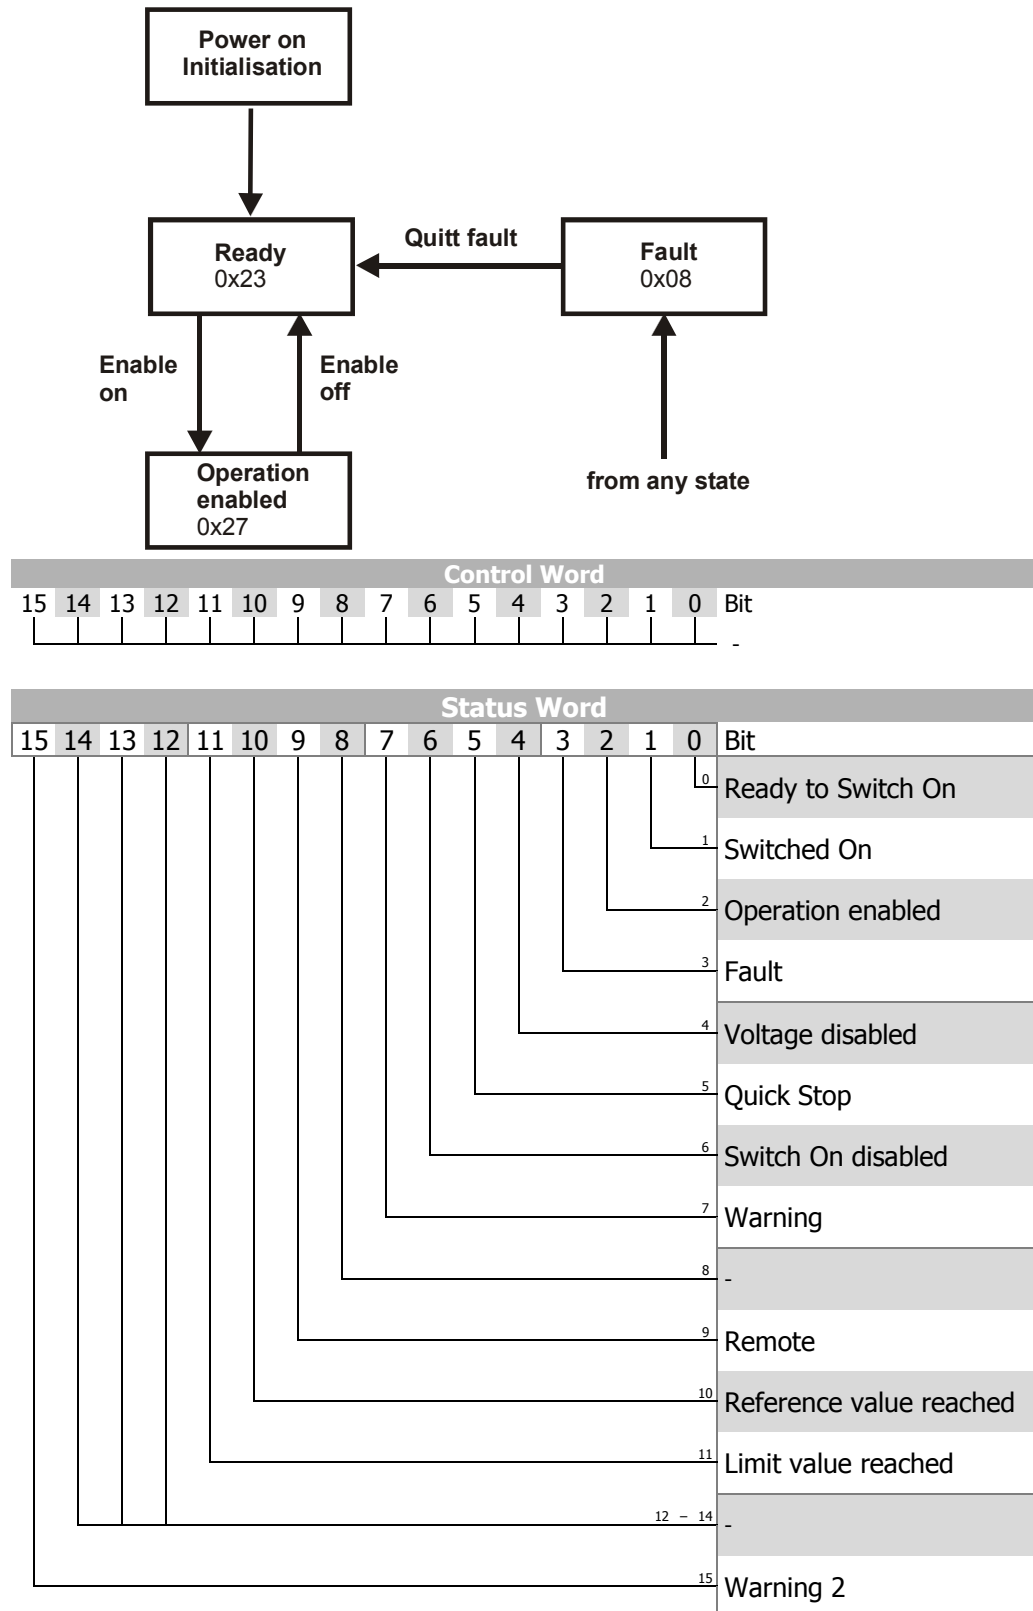 Power on
Initialisation
Ready
0x23
Quitt fault
Fault
0x08
Enable
on
Enable
off
Operation
enabled
0x27
from any state
Control Word
15 14 13 12 11 10 9 8 7 6 5 4 3 2 1 0 Bit
-
Status Word
15 14 13 12 11 10 9 8 7 6 5 4 3 2 1 0 Bit
0 Ready to Switch On
1 Switched On
2 Operation enabled
3 Fault
4 Voltage disabled
5 Quick Stop
6 Switch On disabled
7 Warning
8 -
9 Remote
10 Reference value reached
11 Limit value reached
12 – 14 -
15 Warning 2